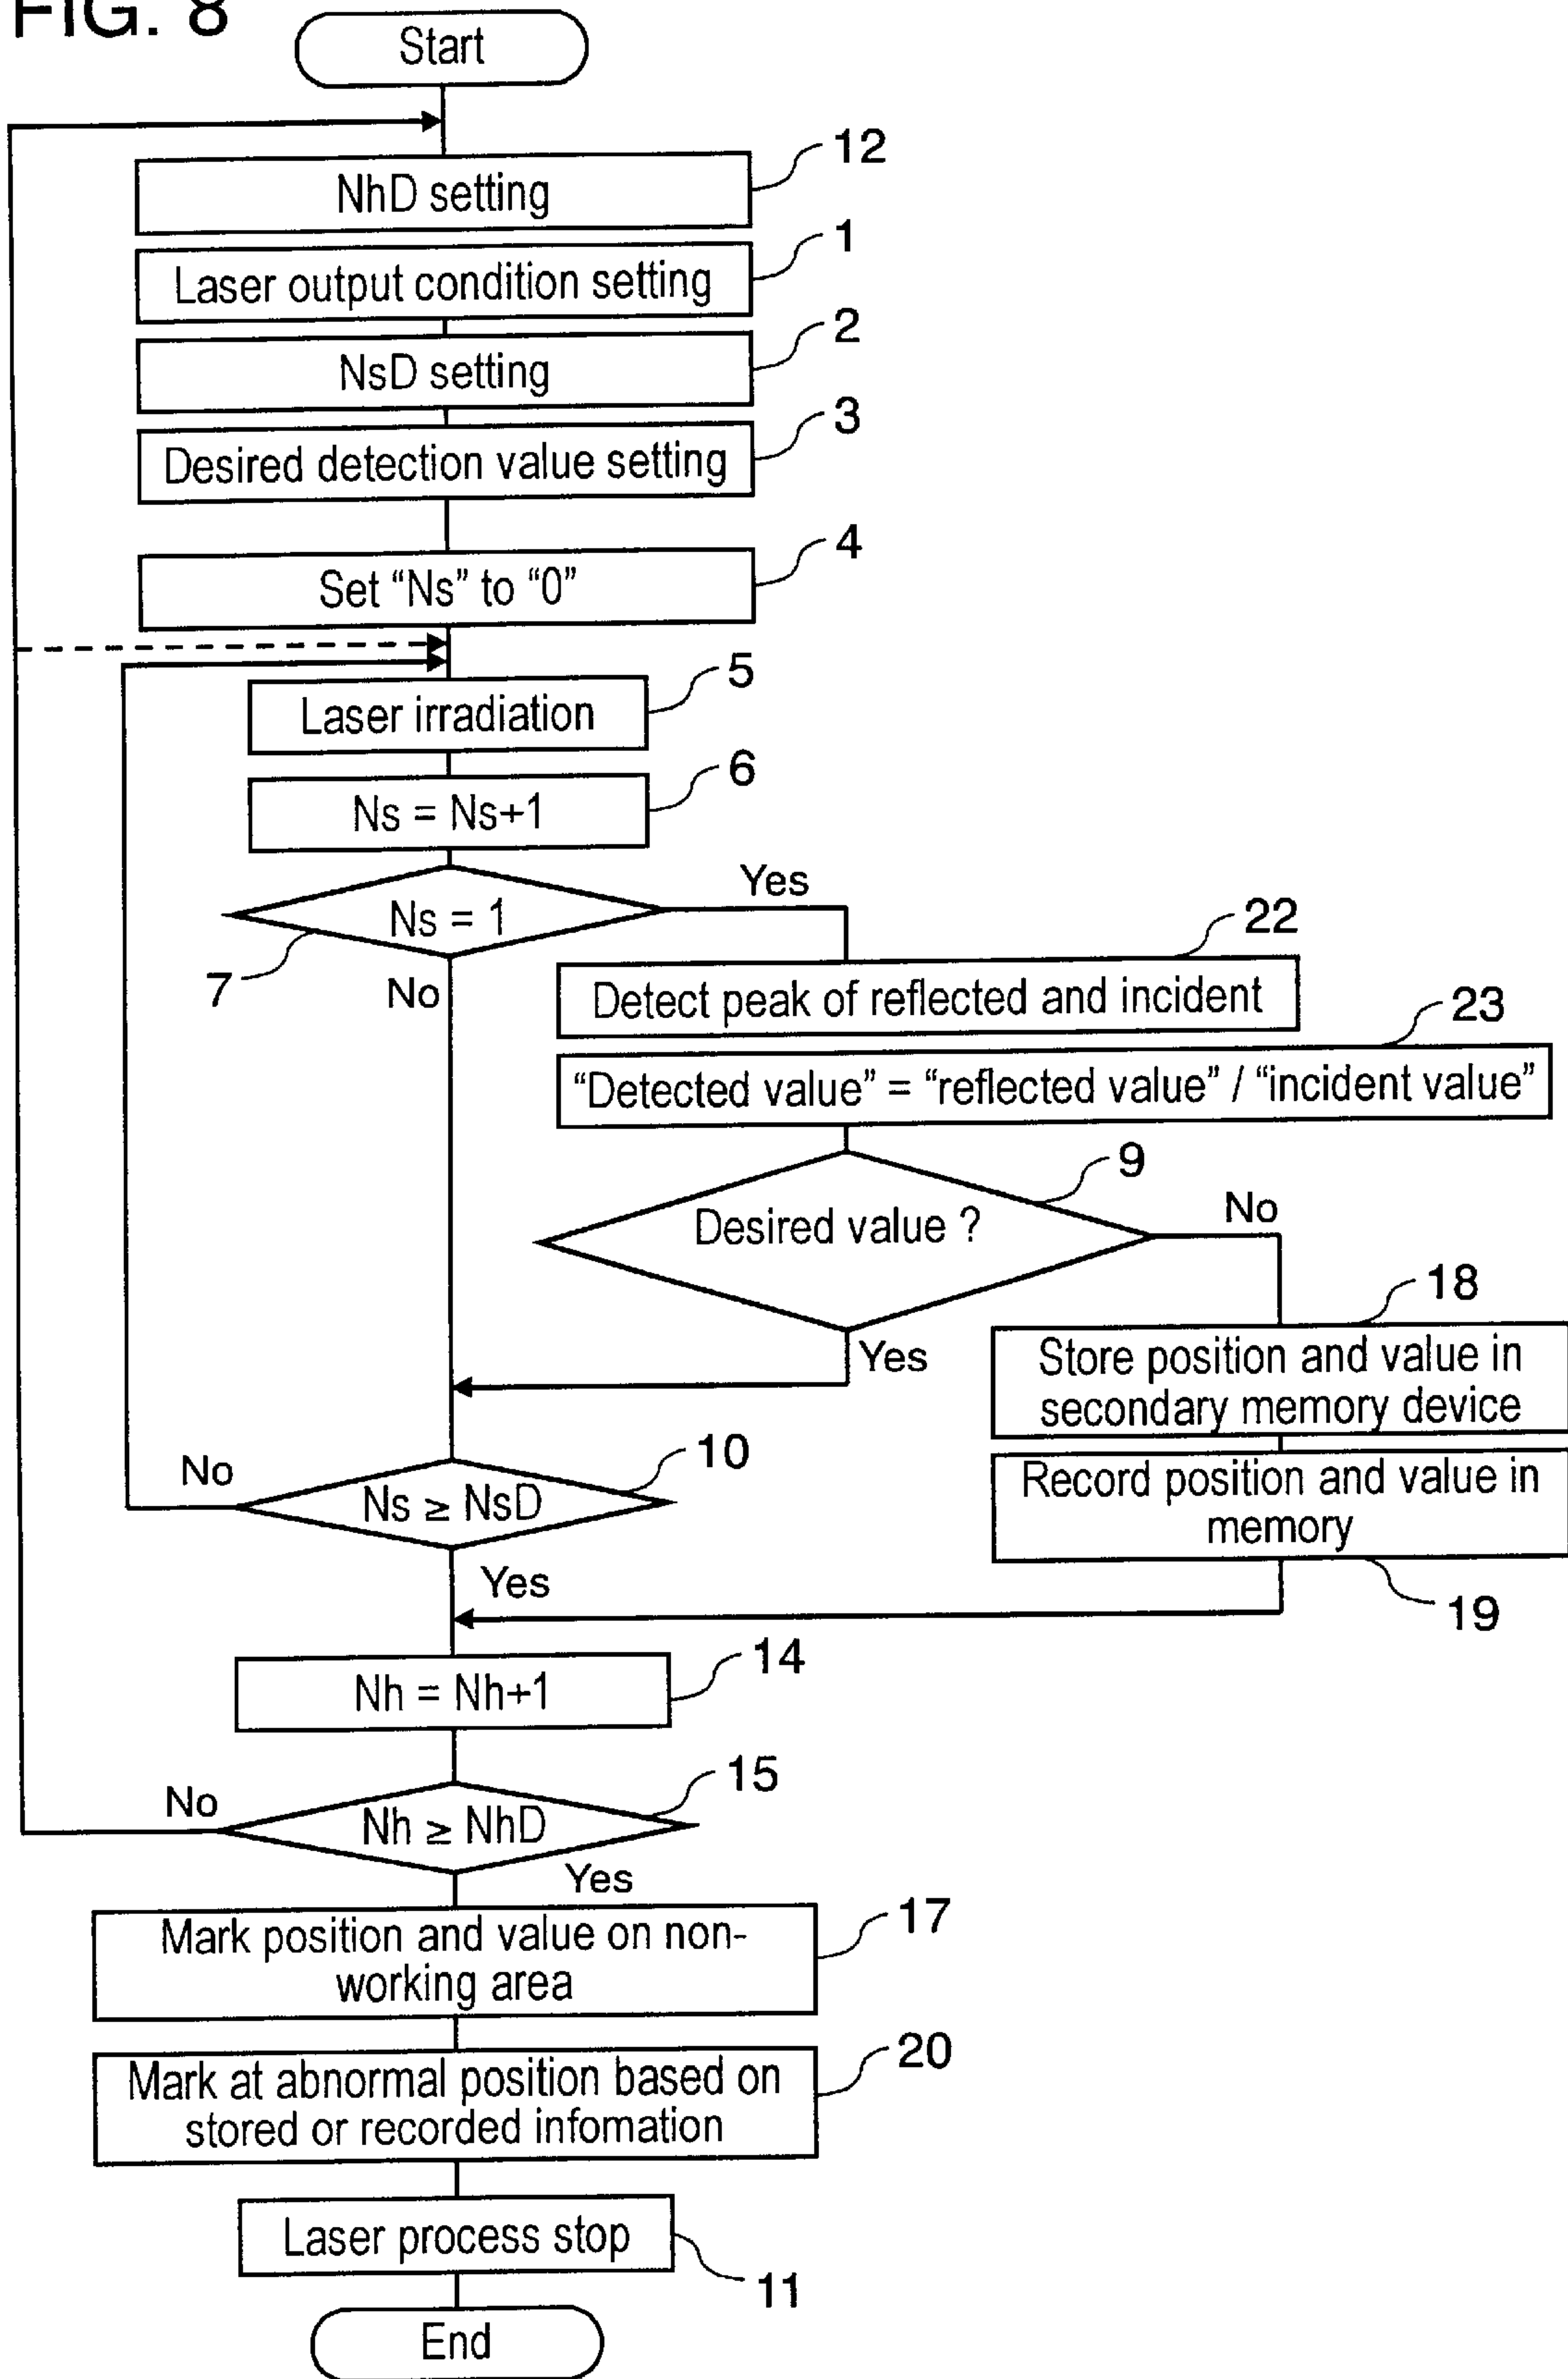 FIG. 8
Start
NhD setting
12
Laser output condition setting
1
NsD setting
2
Desired detection value setting
3
Set “Ns” to “0”
4
Laser irradiation
5
Ns = Ns+1
6
Ns = 1
7
Yes
No
Detect peak of reflected and incident
22
“Detected value” = “reflected value” / “incident value”
23
Desired value ?
9
No
Yes
Store position and value in
secondary memory device
18
Record position and value in
memory
19
Ns ≥ NsD
10
No
Yes
Nh = Nh+1
14
Nh ≥ NhD
15
No
Yes
Mark position and value on non-
working area
17
Mark at abnormal position based on
stored or recorded infomation
20
Laser process stop
11
End